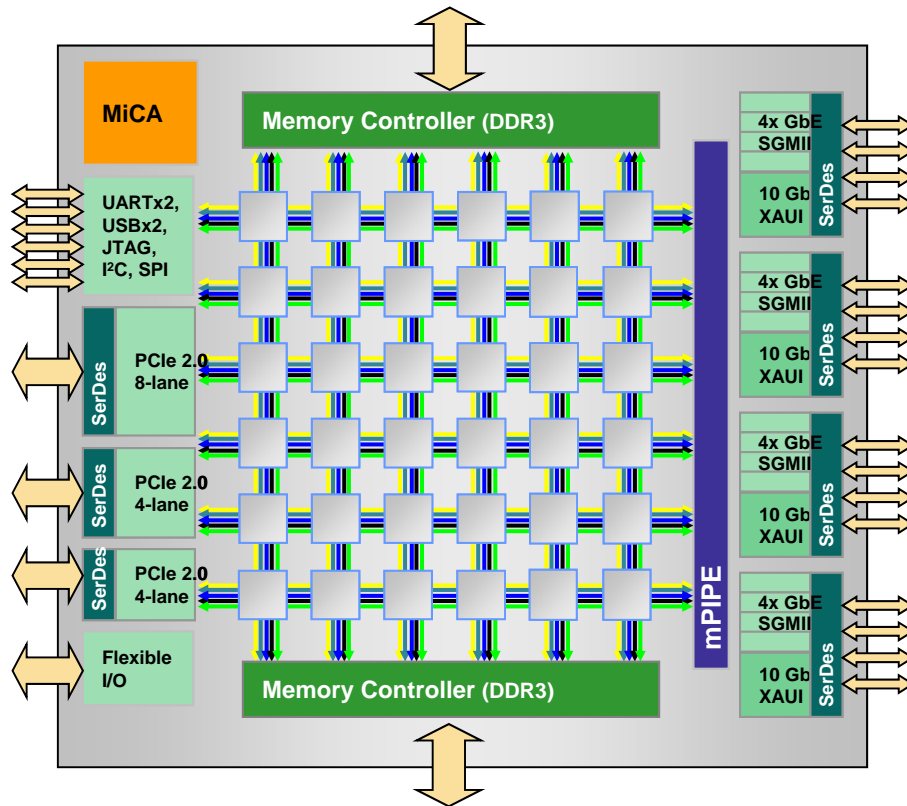 MiCA
Memory Controller (DDR3)
UARTx2,
USBx2,
JTAG,
I²C, SPI
SerDes
PCIe 2.0
8-lane
SerDes
PCIe 2.0
4-lane
SerDes
PCIe 2.0
4-lane
Flexible
I/O
Memory Controller (DDR3)
mPIPE
4x GbE
SGMII
10 Gb
XAUI
SerDes
4x GbE
SGMII
10 Gb
XAUI
SerDes
4x GbE
SGMII
10 Gb
XAUI
SerDes
4x GbE
SGMII
10 Gb
XAUI
SerDes